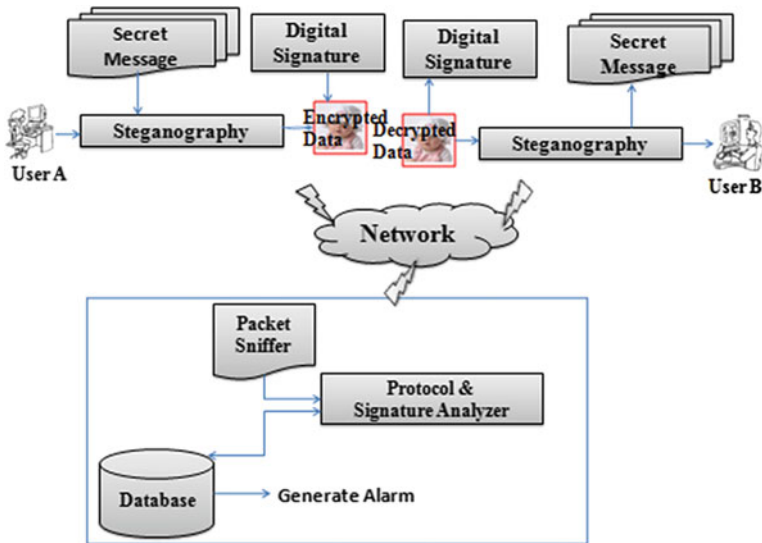 Secret
Message
Digital
Signature
Digital
Signature
Secret
Message
User A
Steganography
Encrypted
Data
Decrypted
Data
Steganography
User B
Network
Packet
Sniffer
Protocol &
Signature Analyzer
Database
Generate Alarm